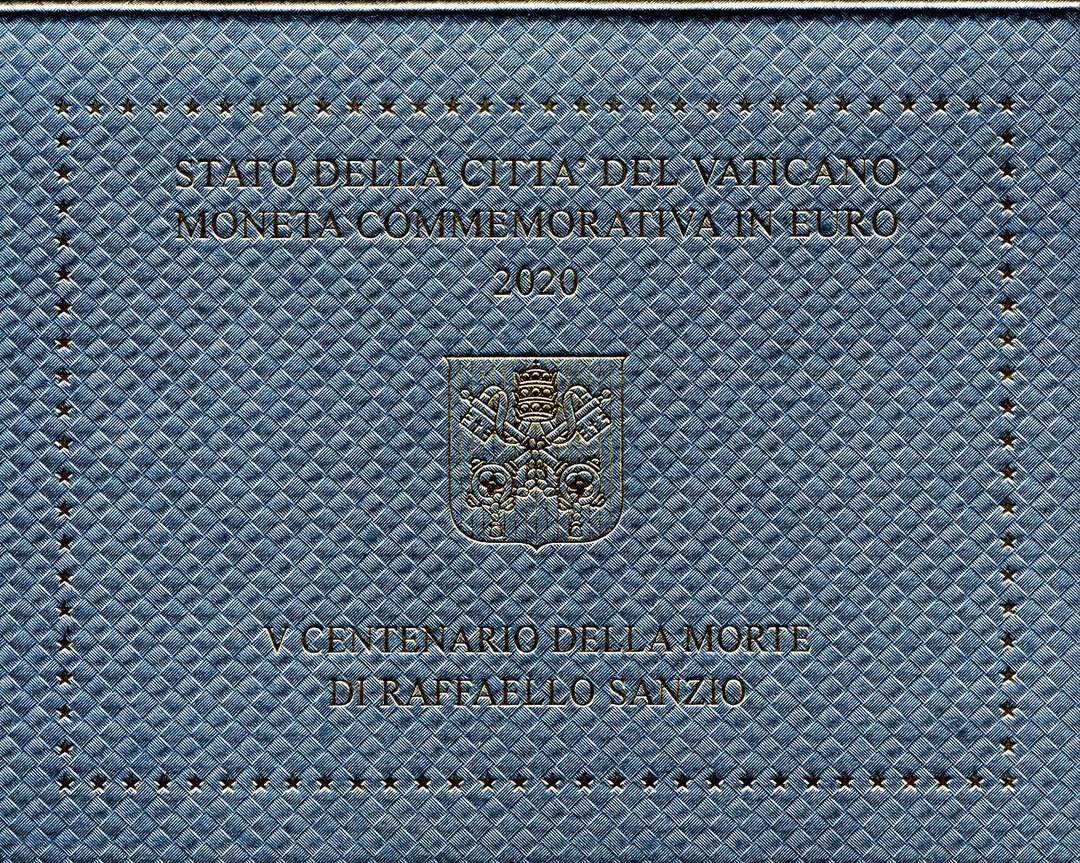 STATO DELLA CITTA' DEL VATICANO
MONETA COMMEMORATIVA IN EURO
2020
V CENTENARIO DELLA MORTE
DI RAFFAELLO SANZIO